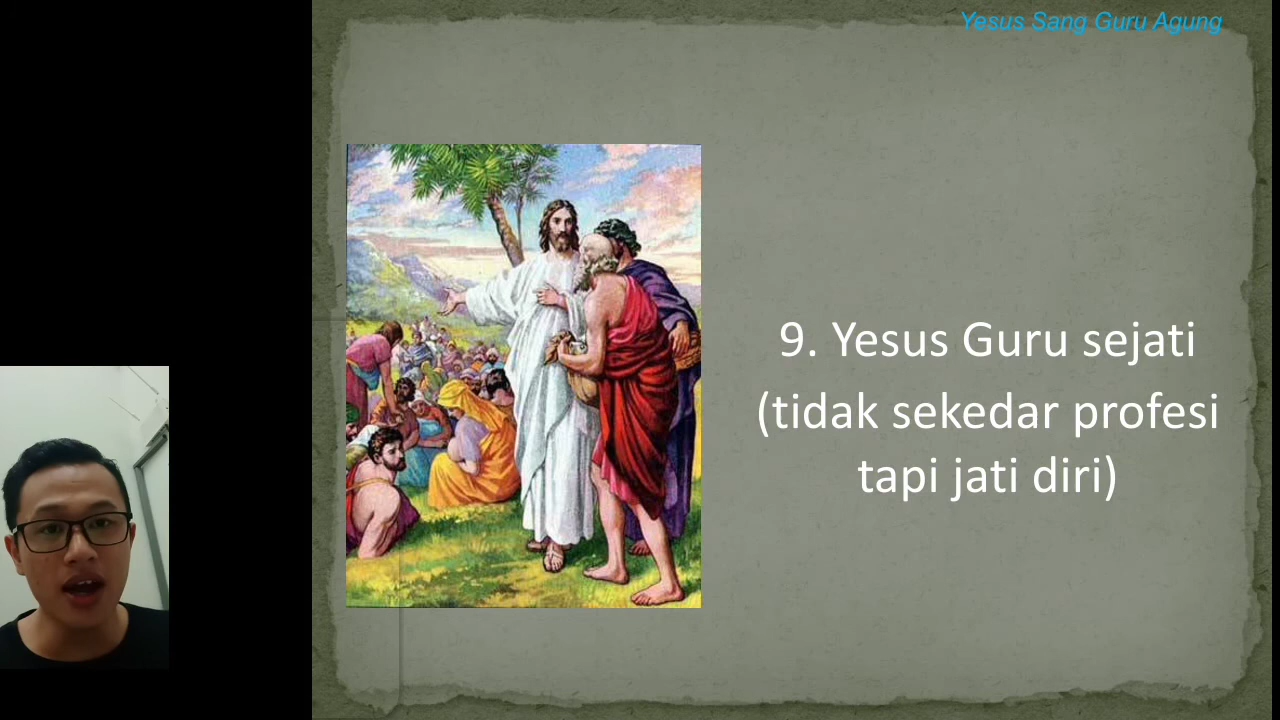 Yesus Sang Guru Agung
9. Yesus Guru sejati
(tidak sekedar profesi
tapi jati diri)